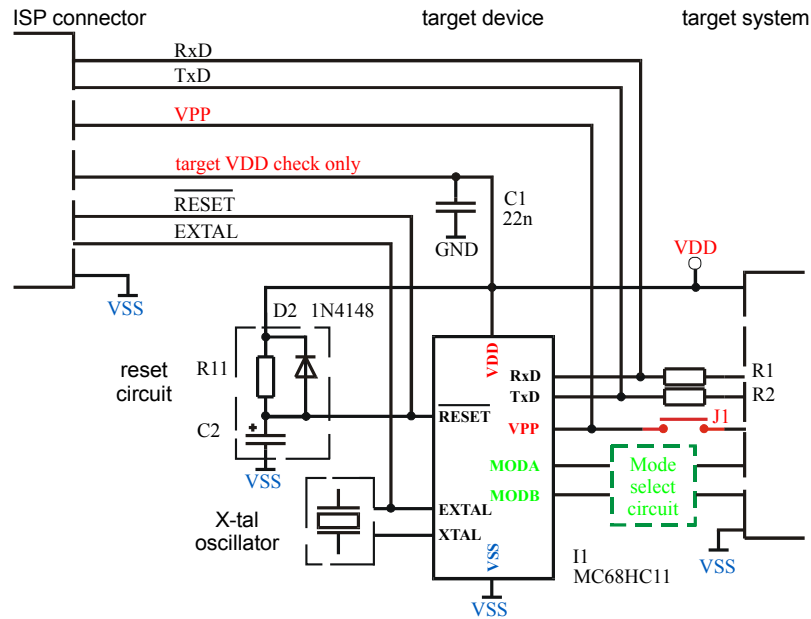 ISP connector
target device
target system
RxD
TxD
VPP
target VDD check only
RESET
EXTAL
C1
22n
GND
VDD
VSS
D2 1N4148
reset
circuit
R11
C2
VSS
VDD
RxD
TxD
RESET
VPP
MODA
MODB
EXTAL
XTAL
VSS
R1
R2
J1
Mode
select
circuit
X-tal
oscillator
I1
MC68HC11
VSS
VSS